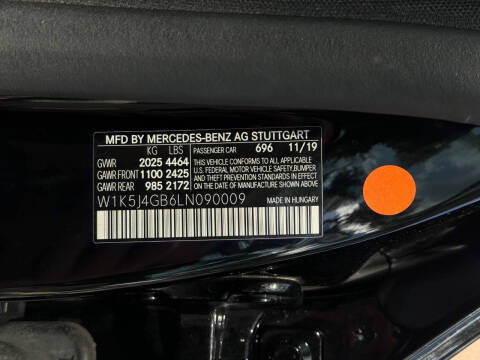 MFD BY MERCEDES-BENZ AG STUTTGART
KG LBS PASSENGER CAR 696 11/19
GVWR 2025 4464
GAWR FRONT 1100 2425
GAWR REAR 985 2172
THIS VEHICLE CONFORMS TO ALL APPLICABLE
U.S. FEDERAL MOTOR VEHICLE SAFETY, BUMPER
AND THEFT PREVENTION STANDARDS IN EFFECT
ON THE DATE OF MANUFACTURE SHOWN ABOVE.
W1K5J4GB6LN090009 MADE IN HUNGARY